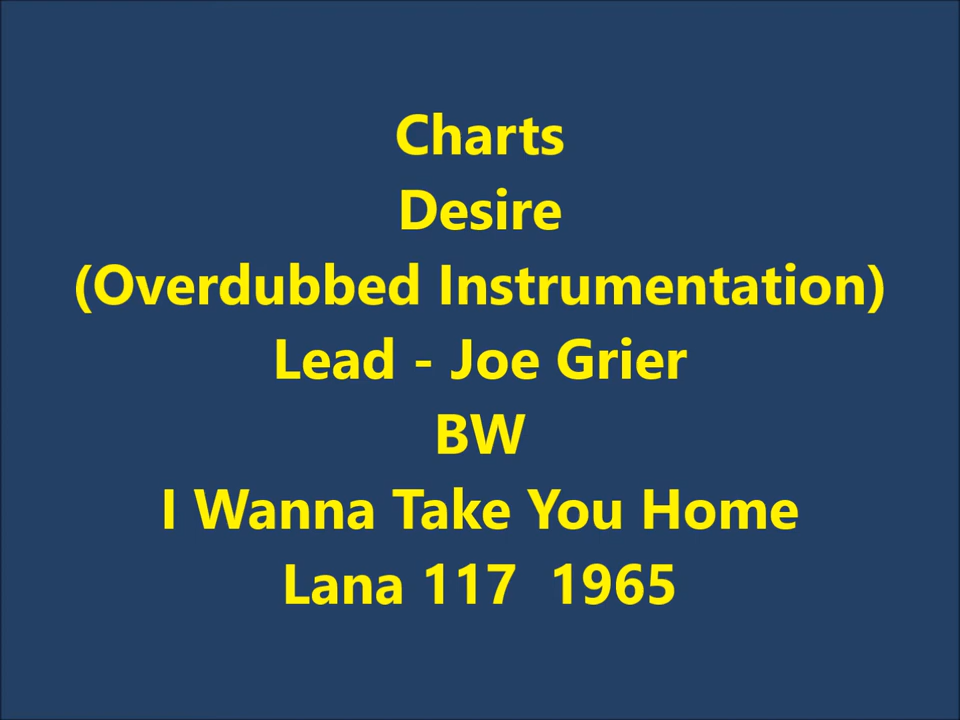 Charts
Desire
(Overdubbed Instrumentation)
Lead - Joe Grier
BW
I Wanna Take You Home
Lana 117  1965